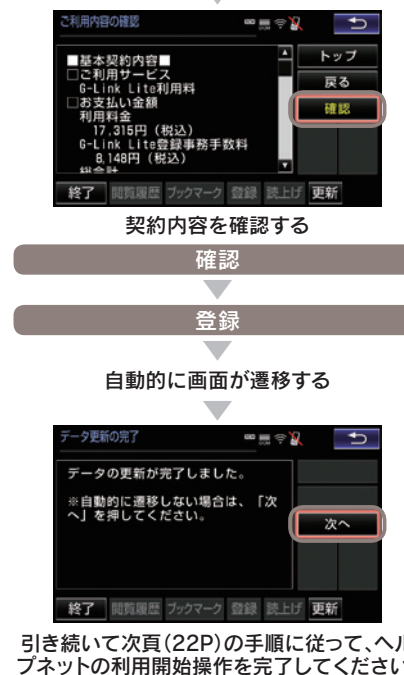 ご利用内容の確認
■基本契約内容■
□ご利用サービス
G-Link Lite利用料
□お支払い金額
利用料金
17,315円（税込）
G-Link Lite登録事務手数料
8,148円（税込）
トップ
戻る
確認
終了 閲覧履歴 ブックマーク 登録 読上げ 更新
契約内容を確認する
確認
登録
自動的に画面が遷移する
データ更新の完了
データの更新が完了しました。
※自動的に遷移しない場合は、「次
へ」を押してください。
次へ
終了 閲覧履歴 ブックマーク 登録 読上げ 更新
引き続いて次頁(22P)の手順に従って、ヘル
プネットの利用開始操作を完了してください